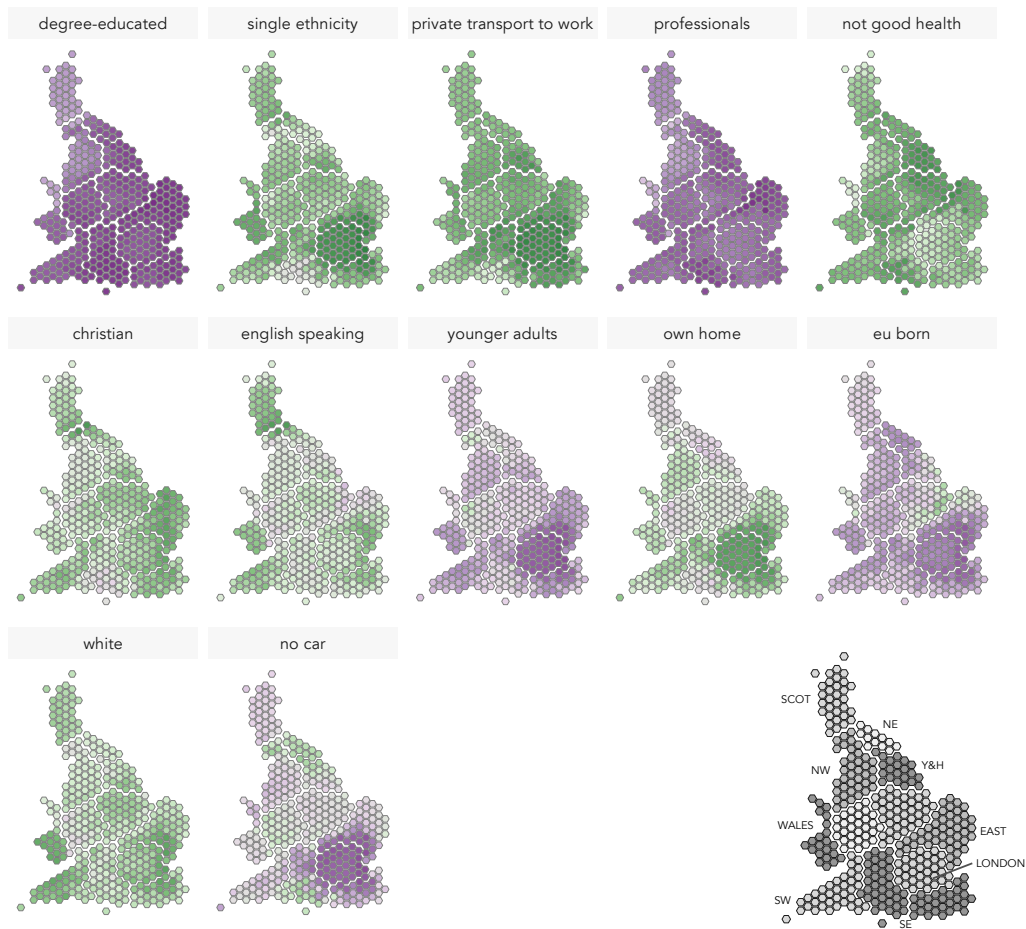 degree-educated
single ethnicity
private transport to work
professionals
not good health
christian
english speaking
younger adults
own home
eu born
white
no car
SCOT
NE
NW
Y&H
WALES
EAST
LONDON
SW
SE